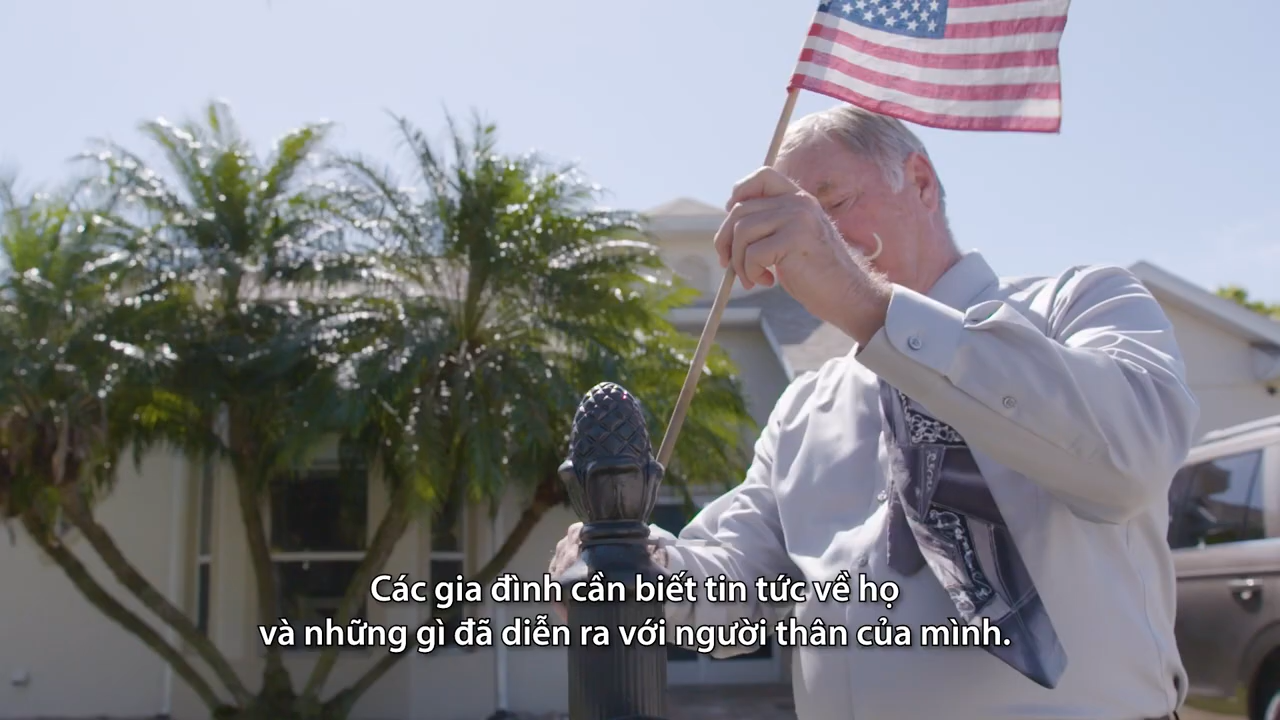 Các gia đình cần biết tin tức về họ
và những gì đã diễn ra với người thân của mình.